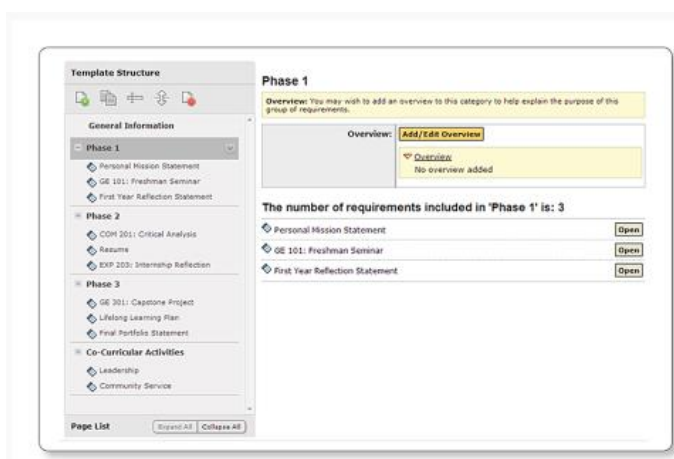 Template Structure
General Information
Phase 1
Personal Mission Statement
GE 101: Freshman Seminar
First Year Reflection Statement
Phase 2
COM 201: Critical Analysis
Resume
EXP 203: Internship Reflection
Phase 3
GE 301: Capstone Project
Lifelong Learning Plan
Final Portfolio Statement
Co-Curricular Activities
Leadership
Community Service
Page List
Expand All Collapse All
Phase 1
Overview: You may wish to add an overview to this category to help explain the purpose of this
group of requirements.
Overview: Add/Edit Overview
Overview
No overview added
The number of requirements included in 'Phase 1' is: 3
Personal Mission Statement Open
GE 101: Freshman Seminar Open
First Year Reflection Statement Open